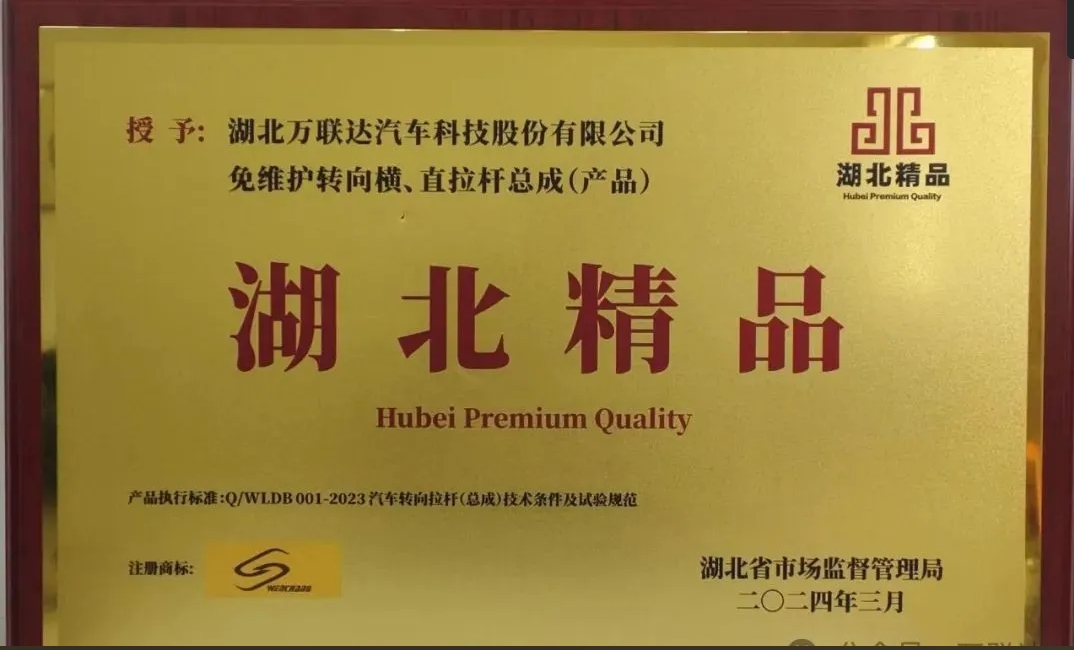 授 予: 湖北万联达汽车科技股份有限公司
免维护转向横、直拉杆总成(产品)
湖北精品
Hubei Premium Quality
湖 北 精 品
Hubei Premium Quality
产品执行标准:Q/WLDB 001-2023 汽车转向拉杆(总成)技术条件及试验规范
注册商标:
湖北省市场监督管理局
二〇二四年三月